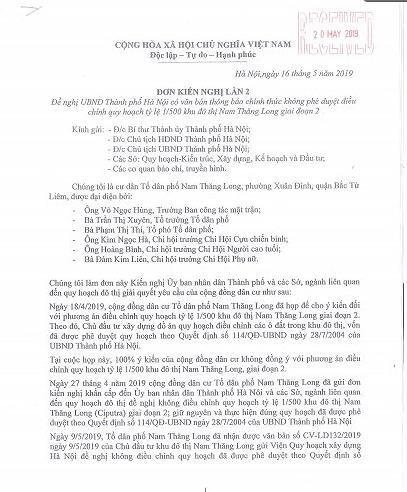 RECEIVED
20 MAY 2019
CỘNG HÒA XÃ HỘI CHỦ NGHĨA VIỆT NAM
Độc lập – Tự do – Hạnh phúc
Hà Nội,ngày 16 tháng 5 năm 2019
ĐƠN KIẾN NGHỊ LẦN 2
Đề nghị UBND Thành phố Hà Nội có văn bản thông báo chính thức không phê duyệt điều
chỉnh quy hoạch tỷ lệ 1/500 khu đô thị Nam Thăng Long giai đoạn 2
Kính gửi: - Đ/c Bí thư Thành ủy Thành phố Hà Nội;
- Đ/c Chủ tịch HĐND Thành phố Hà Nội;
- Đ/c Chủ tịch UBND Thành phố Hà Nội;
- Các Sở: Quy hoạch-Kiến trúc, Xây dựng, Kế hoạch và Đầu tư;
- Các cơ quan báo chí, truyền hình.
Chúng tôi là cư dân Tổ dân phố Nam Thăng Long, phường Xuân Đỉnh, quận Bắc Từ
Liêm, được đại diện bởi:
- Ông Võ Ngọc Hùng, Trưởng Ban công tác mặt trận;
- Bà Trần Thị Xuyên, Tổ trưởng Tổ dân phố
- Bà Phạm Thị Thi, Tổ phó Tổ dân phố;
- Ông Kim Ngọc Hà, Chi hội trưởng Chi Hội Cựu chiến binh;
- Ông Hoàng Bình, Chi hội trưởng Chi Hội Người cao tuổi;
- Bà Đàm Kim Liên, Chi hội trưởng Chi Hội Phụ nữ.
Chúng tôi làm đơn này Kiến nghị Ủy ban nhân dân Thành phố và các Sở, ngành liên quan
đến quy hoạch đô thị giải quyết yêu cầu của cộng đồng dân cư như sau:
Ngày 18/4/2019, cộng đồng dân cư Tổ dân phố Nam Thăng Long đã họp để cho ý kiến đối
với phương án điều chỉnh quy hoạch tỷ lệ 1/500 khu đô thị Nam Thăng Long giai đoạn 2.
Theo đó, Chủ đầu tư xây dựng đồ án quy hoạch điều chỉnh các ô đất trong khu đô thị, vốn
đã được phê duyệt quy hoạch theo Quyết định số 114/QĐ-UBND ngày 28/7/2004 của
UBND Thành phố Hà Nội.
Tại cuộc họp này, 100% ý kiến của cộng đồng dân cư không đồng ý với phương án điều
chỉnh quy hoạch tỷ lệ 1/500 khu đô thị Nam Thăng Long giai đoạn 2.
Ngày 27 tháng 4 năm 2019 cộng đồng dân cư Tổ dân phố Nam Thăng Long đã gửi đơn
kiến nghị khẩn cấp đến Ủy ban nhân dân Thành phố Hà Nội và các Sở, ngành liên quan
đến quy hoạch đô thị đề nghị không điều chỉnh quy hoạch tỷ lệ 1/500 khu đô thị Nam
Thăng Long (Ciputra) giai đoạn 2; giữ nguyên và thực hiện đúng quy hoạch đã được phê
duyệt theo Quyết định số 114/QĐ-UBND ngày 28/7/2004 của UBND Thành phố Hà Nội
Ngày 9/5/2019, Tổ dân phố Nam Thăng Long đã nhận được văn bản số CV-LD132/2019
ngày 9/5/2019 của Chủ đầu tư khu đô thị Nam Thăng Long gửi Viện Quy hoạch xây dựng
Hà Nội đề nghị không điều chỉnh quy hoạch đã được phê duyệt theo Quyết định số
1